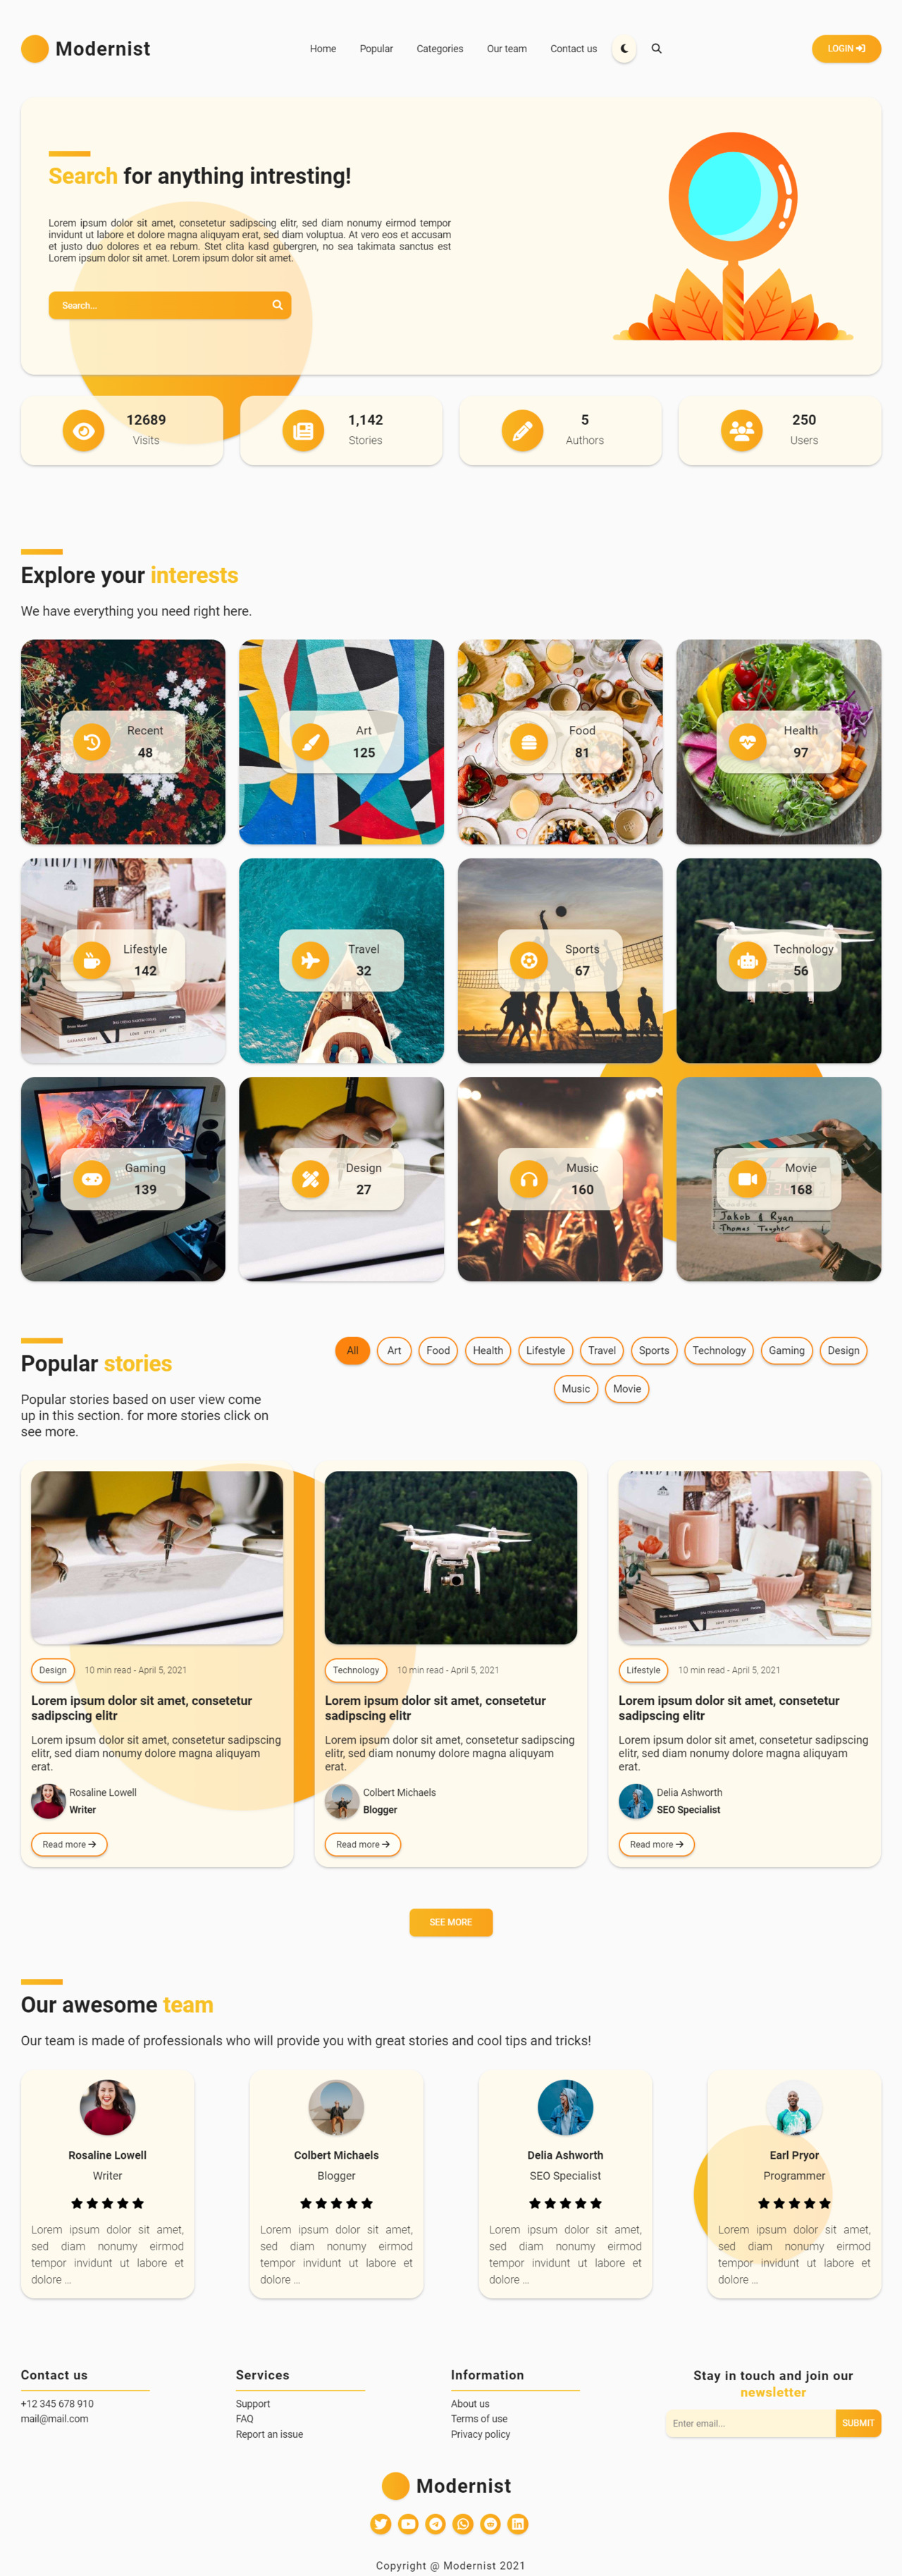 Modernist
Home
Popular
Categories
Our team
Contact us
LOGIN
Search for anything intresting!
Lorem ipsum dolor sit amet, consetetur sadipscing elitr, sed diam nonumy eirmod tempor
invidunt ut labore et dolore magna aliquyam erat, sed diam voluptua. At vero eos et accusam
et justo duo dolores et ea rebum. Stet clita kasd gubergren, no sea takimata sanctus est
Lorem ipsum dolor sit amet. Lorem ipsum dolor sit amet.
Search...
12689
Visits
1,142
Stories
5
Authors
250
Users
Explore your interests
We have everything you need right here.
Recent
48
Art
125
Food
81
Health
97
Lifestyle
142
Travel
32
Sports
67
Technology
56
Gaming
139
Design
27
Music
160
Movie
168
Jakob & Ryan
Thomas Taugher
Popular stories
Popular stories based on user view come
up in this section. for more stories click on
see more.
All
Art
Food
Health
Lifestyle
Travel
Sports
Technology
Gaming
Design
Music
Movie
Design
10 min read - April 5, 2021
Lorem ipsum dolor sit amet, consetetur
sadipscing elitr
Lorem ipsum dolor sit amet, consetetur sadipscing
elitr, sed diam nonumy dolore magna aliquyam
erat.
Rosaline Lowell
Writer
Read more
Technology
10 min read - April 5, 2021
Lorem ipsum dolor sit amet, consetetur
sadipscing elitr
Lorem ipsum dolor sit amet, consetetur sadipscing
elitr, sed diam nonumy dolore magna aliquyam
erat.
Colbert Michaels
Blogger
Read more
Lifestyle
10 min read - April 5, 2021
Lorem ipsum dolor sit amet, consetetur
sadipscing elitr
Lorem ipsum dolor sit amet, consetetur sadipscing
elitr, sed diam nonumy dolore magna aliquyam
erat.
Delia Ashworth
SEO Specialist
Read more
SEE MORE
Our awesome team
Our team is made of professionals who will provide you with great stories and cool tips and tricks!
Rosaline Lowell
Writer
Lorem ipsum dolor sit amet,
sed diam nonumy eirmod
tempor invidunt ut labore et
dolore ...
Colbert Michaels
Blogger
Lorem ipsum dolor sit amet,
sed diam nonumy eirmod
tempor invidunt ut labore et
dolore ...
Delia Ashworth
SEO Specialist
Lorem ipsum dolor sit amet,
sed diam nonumy eirmod
tempor invidunt ut labore et
dolore ...
Earl Pryor
Programmer
Lorem ipsum dolor sit amet,
sed diam nonumy eirmod
tempor invidunt ut labore et
dolore ...
Contact us
+12 345 678 910
mail@mail.com
Services
Support
FAQ
Report an issue
Information
About us
Terms of use
Privacy policy
Stay in touch and join our
newsletter
Enter email...
SUBMIT
Modernist
Copyright @ Modernist 2021